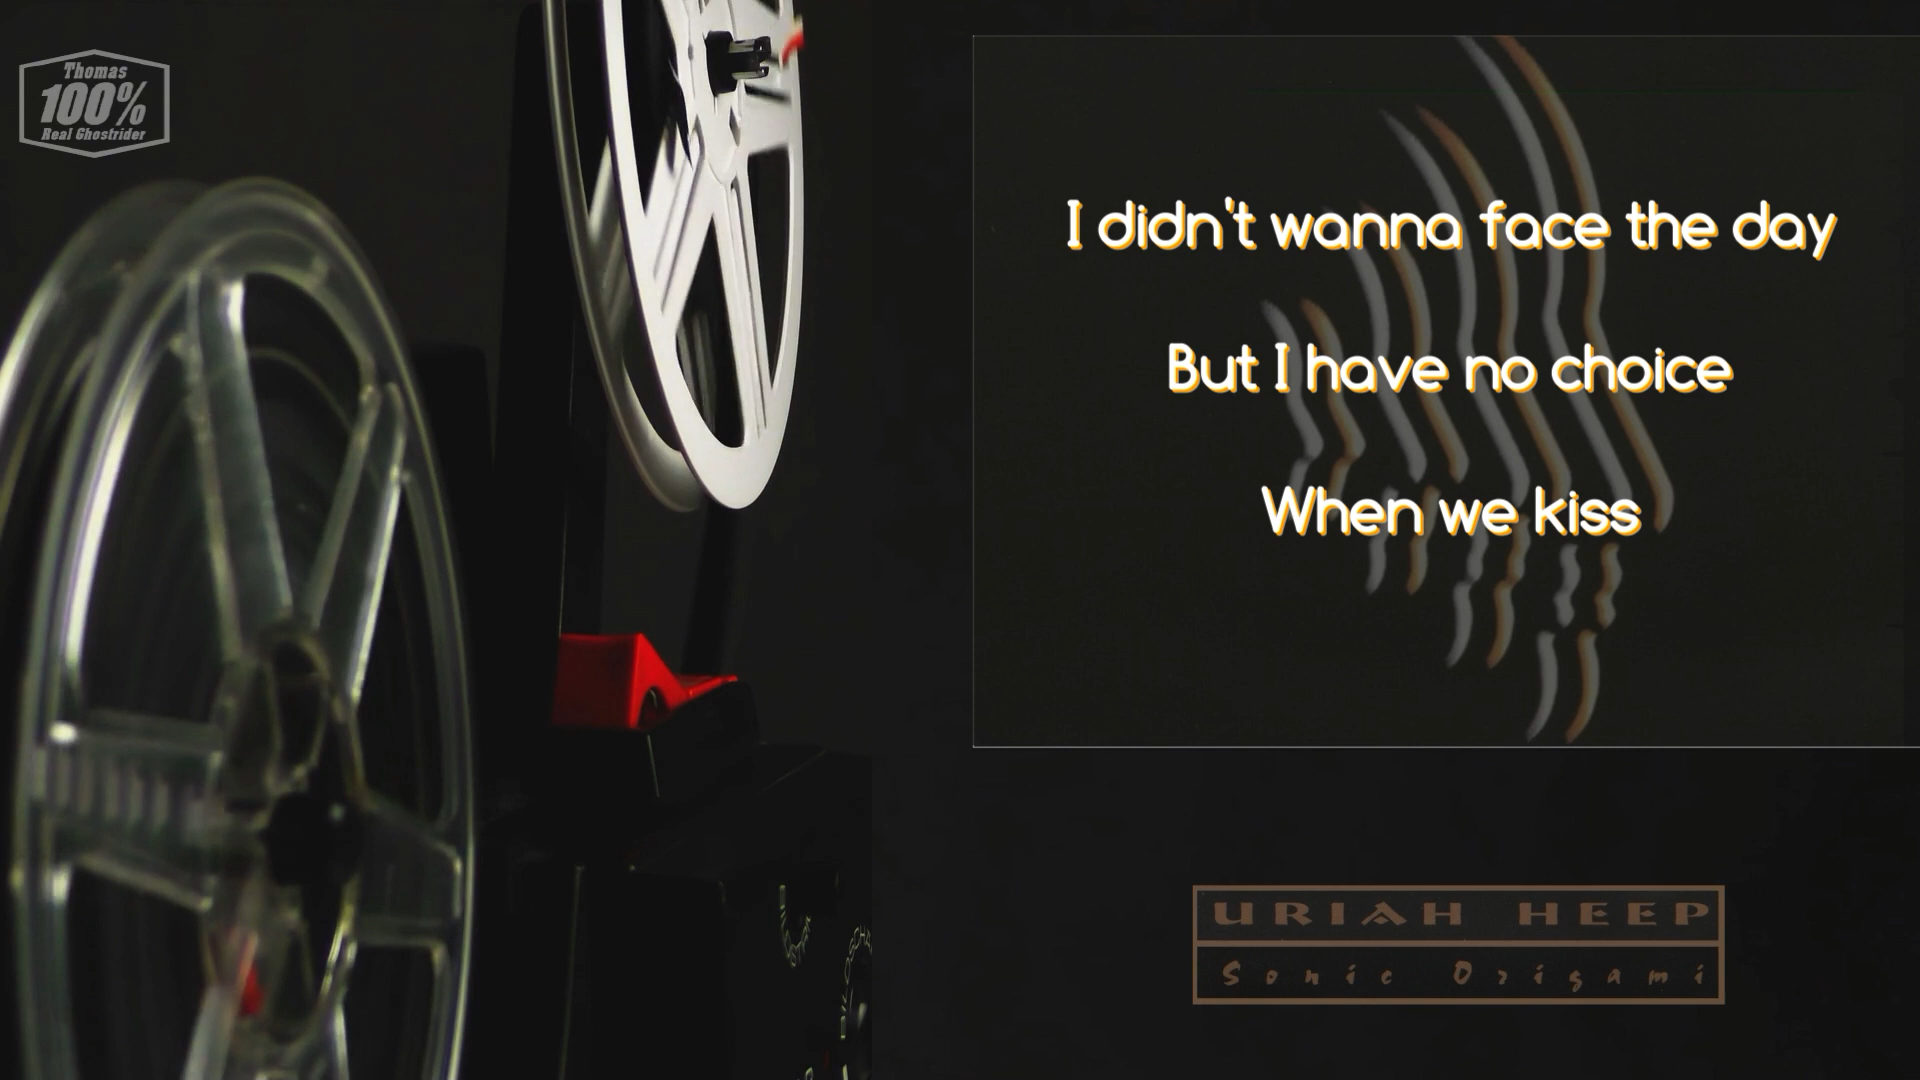 Thomas
100%
Real Ghostrider
I didn't wanna face the day
But I have no choice
When we kiss
URIAH HEEP
Sonic Origami